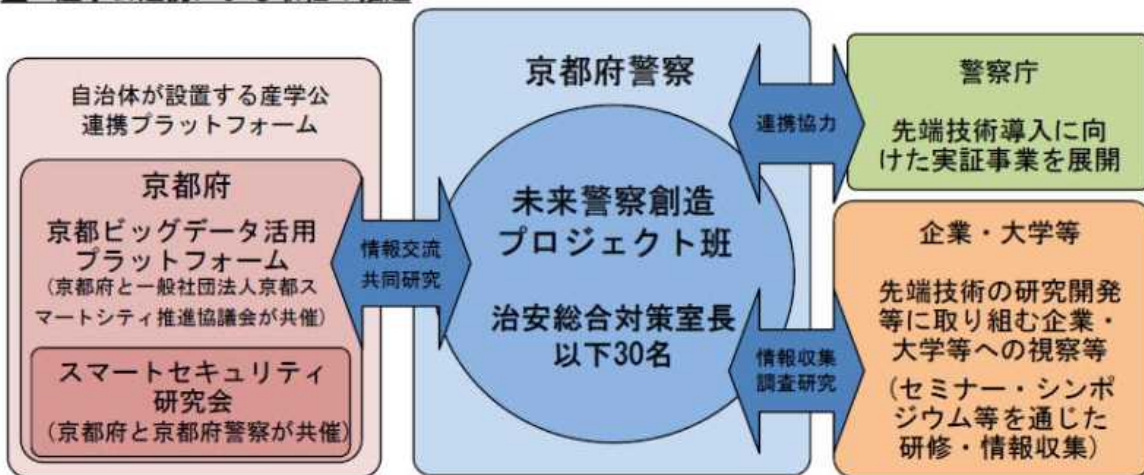 自治体が設置する産学公
連携プラットフォーム
京都府
京都ビッグデータ活用
プラットフォーム
(京都府と一般社団法人京都ス
マートシティ推進協議会が共催)
スマートセキュリティ
研究会
(京都府と京都府警察が共催)
情報交流
共同研究
京都府警察
未来警察創造
プロジェクト班
治安総合対策室長
以下30名
連携協力
情報収集
調査研究
警察庁
先端技術導入に向
けた実証事業を展開
企業・大学等
先端技術の研究開発
等に取り組む企業・
大学等への視察等
(セミナー・シンポ
ジウム等を通じた
研修・情報収集)